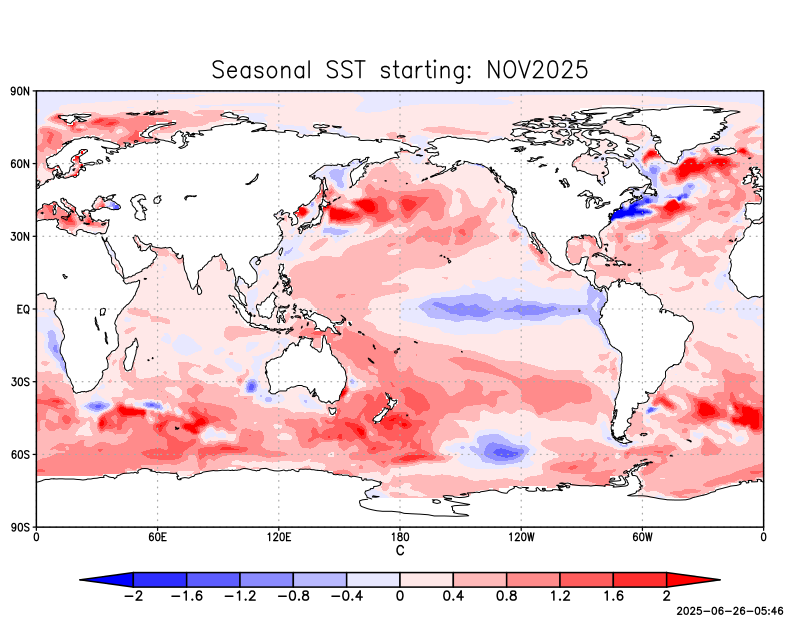 Seasonal SST starting: NOV2025
90N
60N
30N
EQ
30S
60S
90S
0 60E 120E 180 120W 60W 0
C
-2 -1.6 -1.2 -0.8 -0.4 0 0.4 0.8 1.2 1.6 2
2025-06-26-05:46